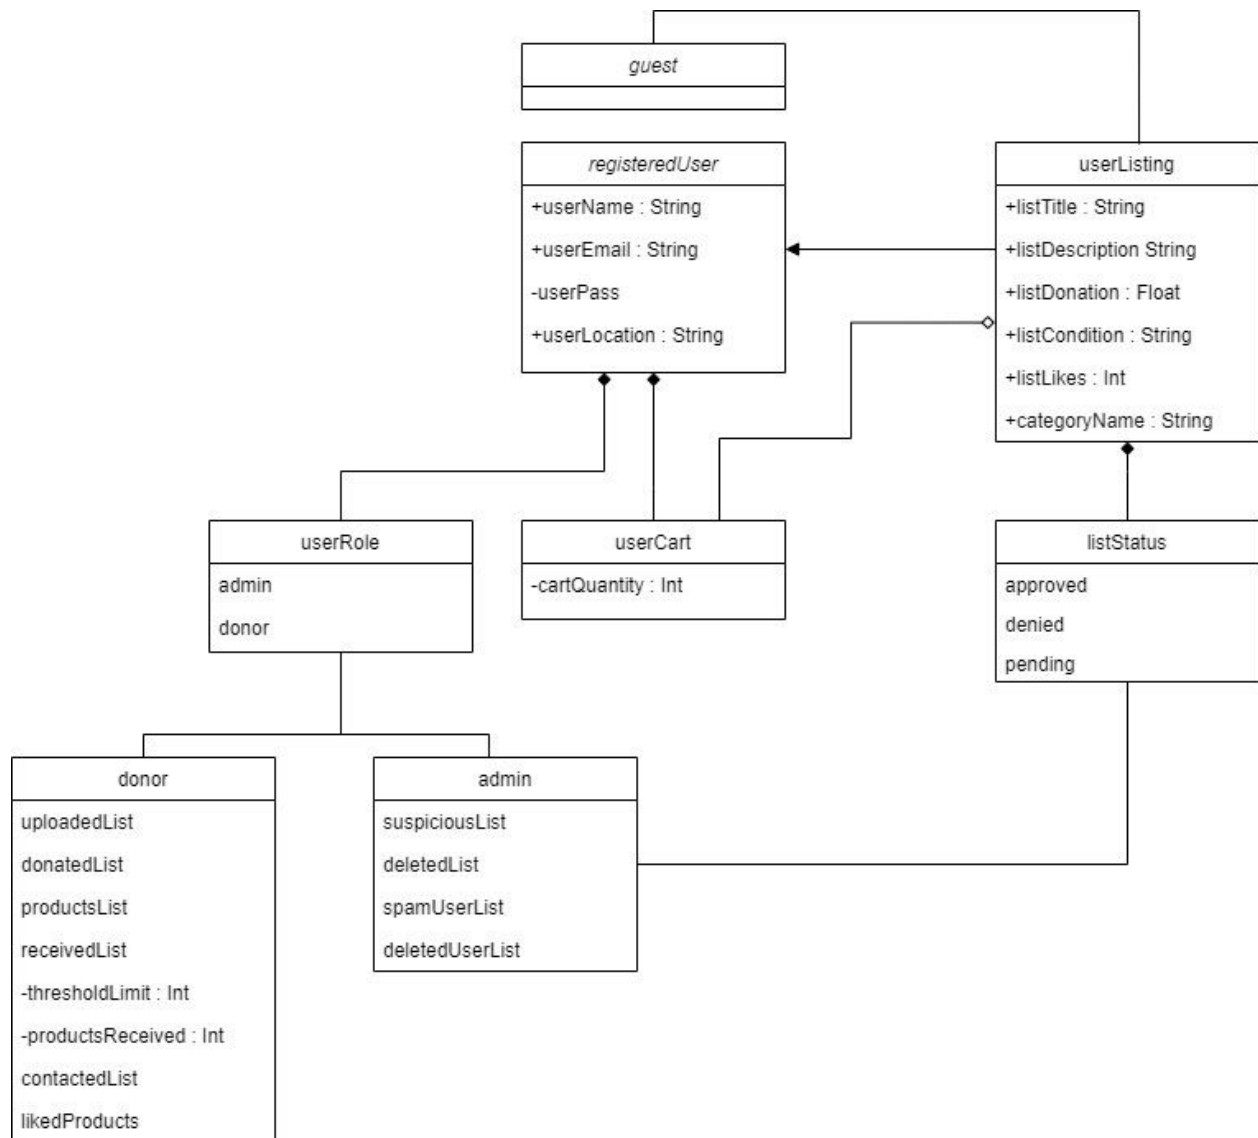 guest
registeredUser
+userName : String
+userEmail : String
-userPass
+userLocation : String
userListing
+listTitle : String
+listDescription String
+listDonation : Float
+listCondition : String
+listLikes : Int
+categoryName : String
userRole
admin
donor
userCart
-cartQuantity : Int
listStatus
approved
denied
pending
donor
uploadedList
donatedList
productsList
receivedList
-thresholdLimit : Int
-productsReceived : Int
contactedList
likedProducts
admin
suspiciousList
deletedList
spamUserList
deletedUserList